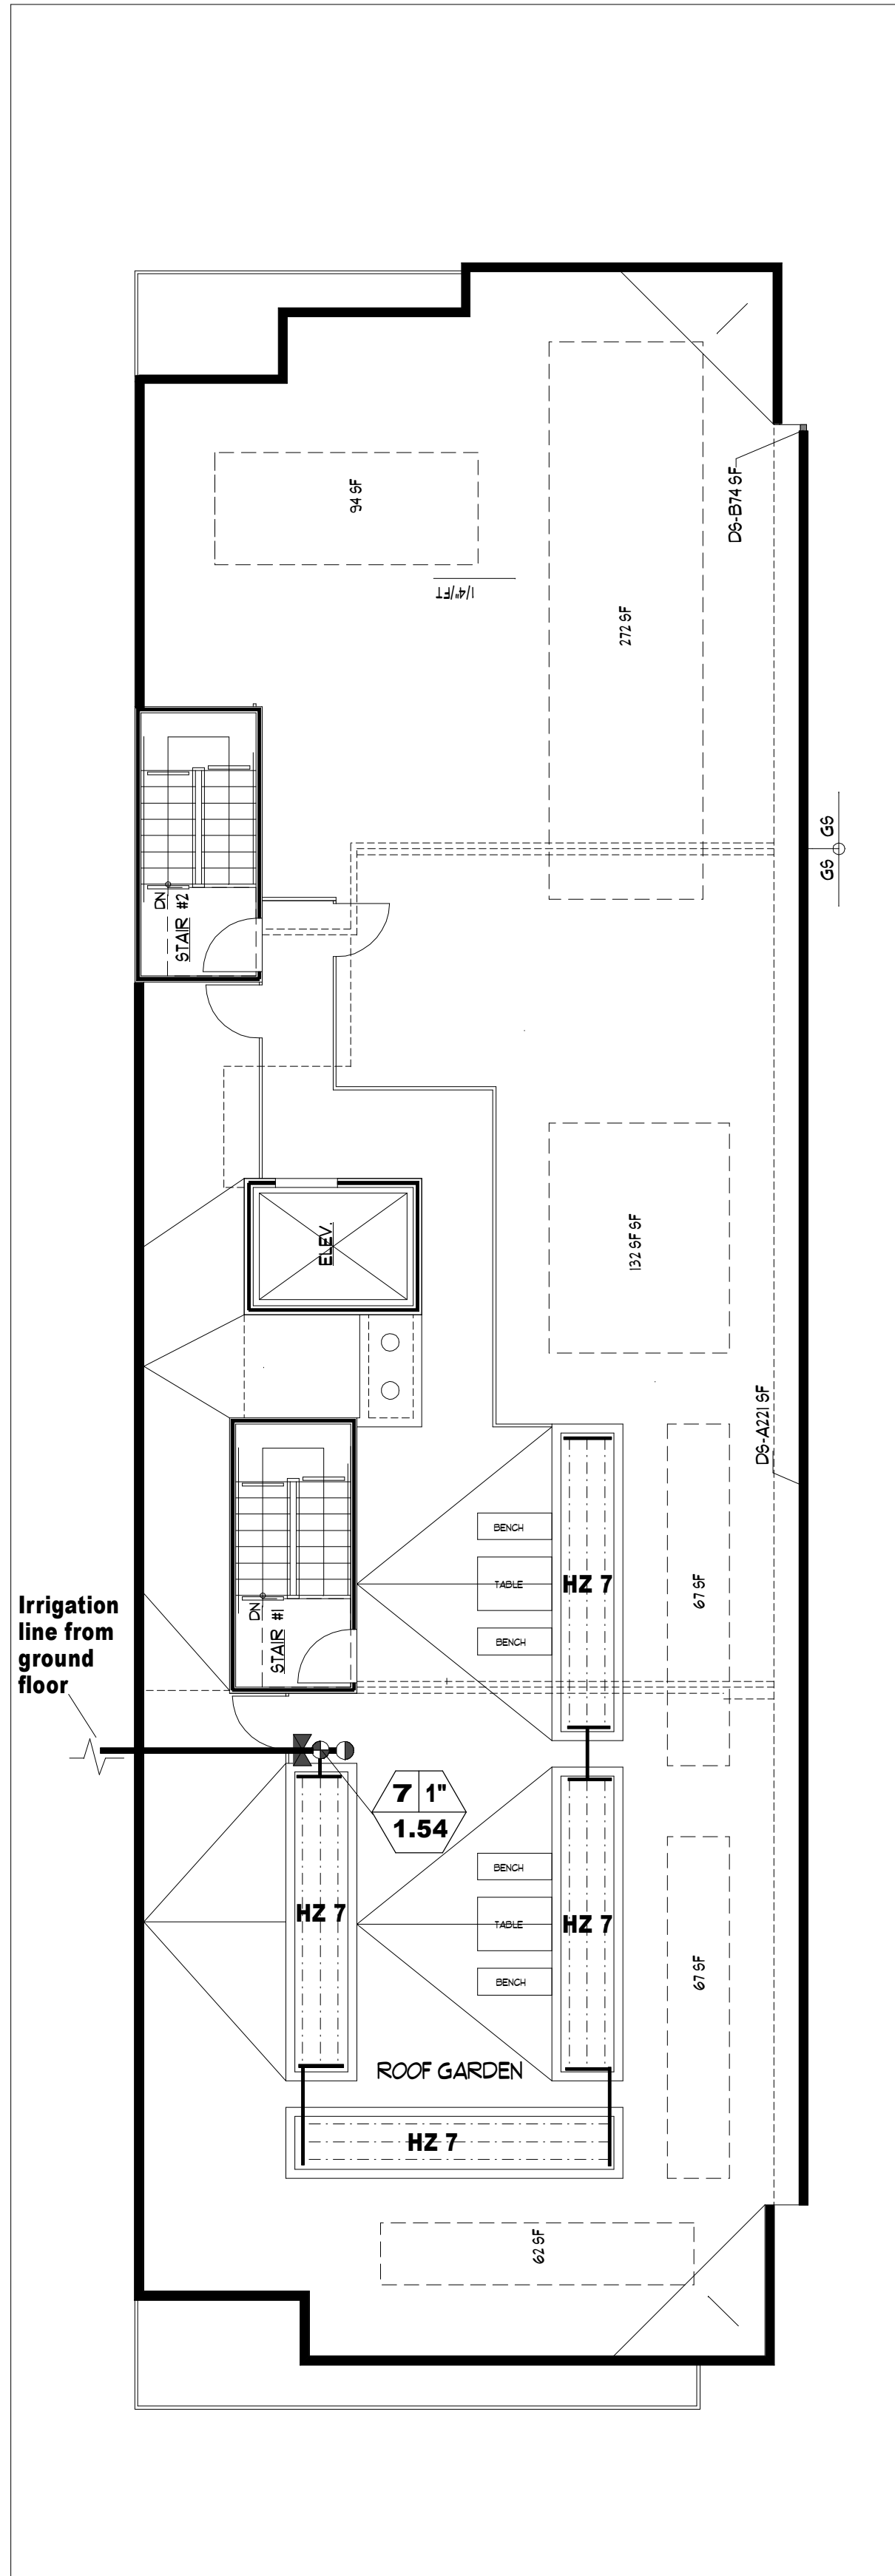 94 SF
DS-B74 SF
1/4"/FT
272 SF
GS GS
DN
STAIR #2
ELEV.
132 SF SF
DS-A221 SF
BENCH
TABLE
BENCH
HZ 7
67 SF
DN
STAIR #1
Irrigation
line from
ground
floor
7 1"
1.54
HZ 7
BENCH
TABLE
BENCH
HZ 7
67 SF
ROOF GARDEN
HZ 7
62 SF